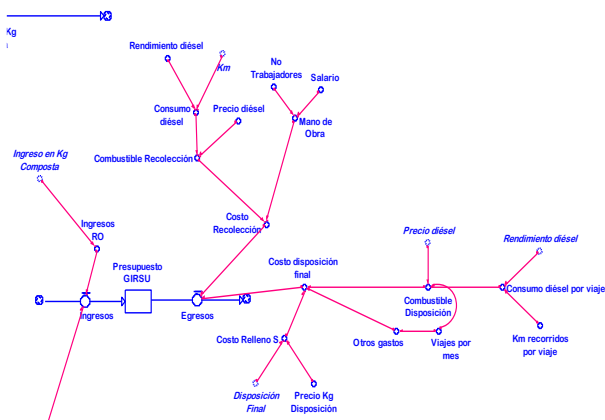 Kg
Rendimiento diésel
Km
No
Trabajadores
Salario
Consumo
diésel
Precio diésel
Mano de
Obra
Ingreso en Kg
Composta
Combustible Recolección
Ingresos
RO
Costo
Recolección
Precio diésel
Rendimiento diésel
Presupuesto
GIRSU
Costo disposición
final
Ingresos
Egresos
Combustible
Disposición
Consumo diésel por viaje
Costo Relleno S.
Otros gastos
Viajes por
mes
Km recorridos
por viaje
Disposición
Final
Precio Kg
Disposición